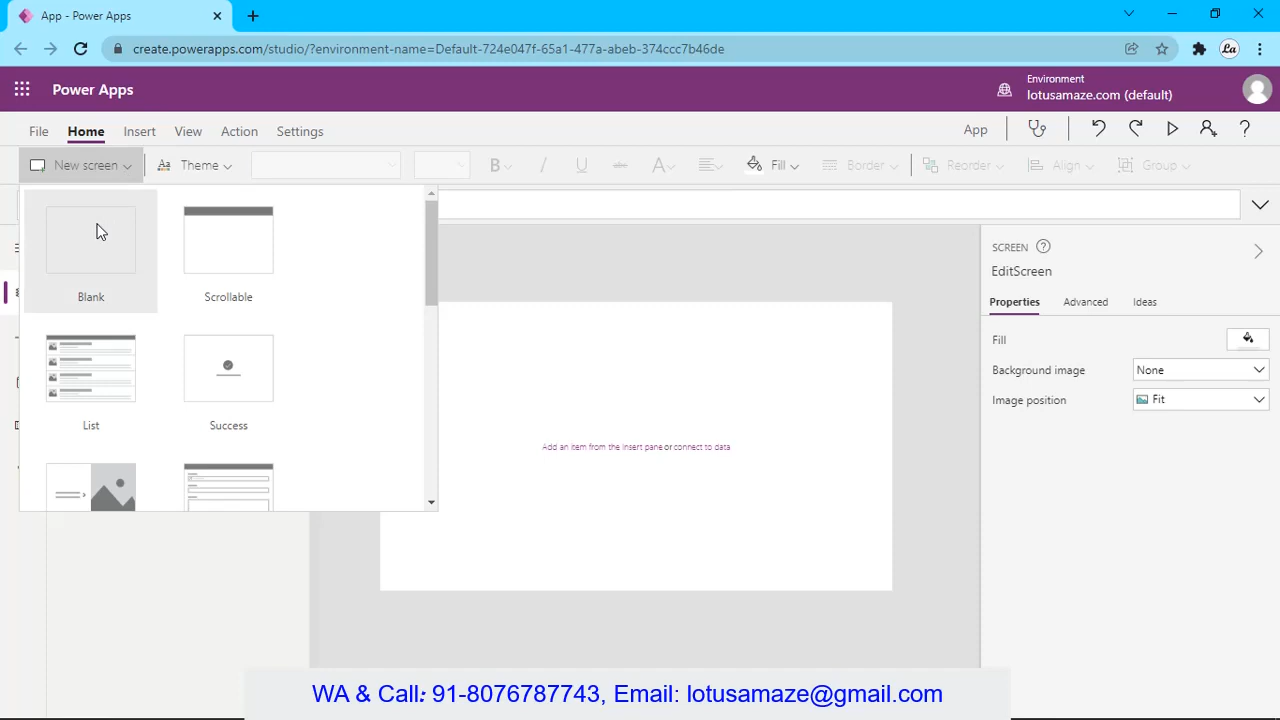 App - Power Apps
create.powerapps.com/studio/?environment-name=Default-724e047f-65a1-477a-abeb-374ccc7b46de
La
Power Apps
Environment
lotusamaze.com (default)
File Home Insert View Action Settings
App
New screen Theme B / U abc A Fill Border Reorder Align Group
Blank
Scrollable
List
Success
Add an item from the Insert pane or connect to data
SCREEN
EditScreen
Properties Advanced Ideas
Fill
Background image None
Image position Fit
WA & Call: 91-8076787743, Email: lotusamaze@gmail.com